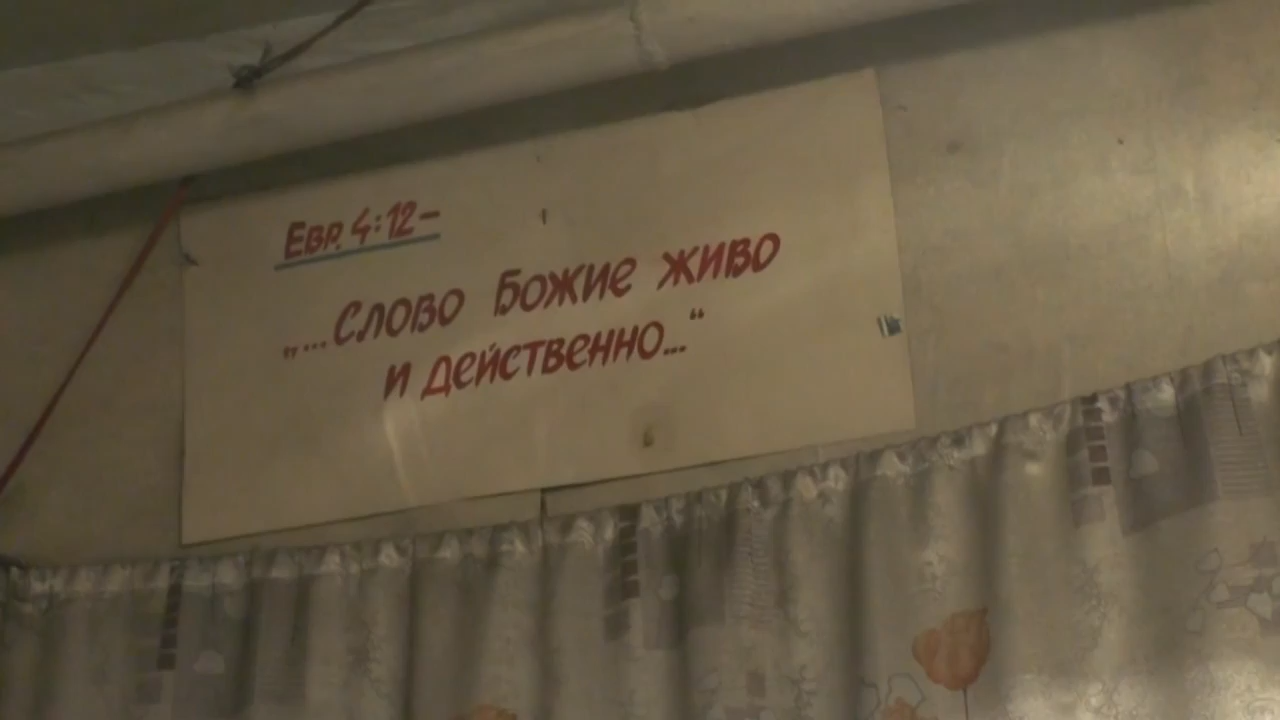 Евр. 4:12–
„...Слово Божие живо
и действенно...“